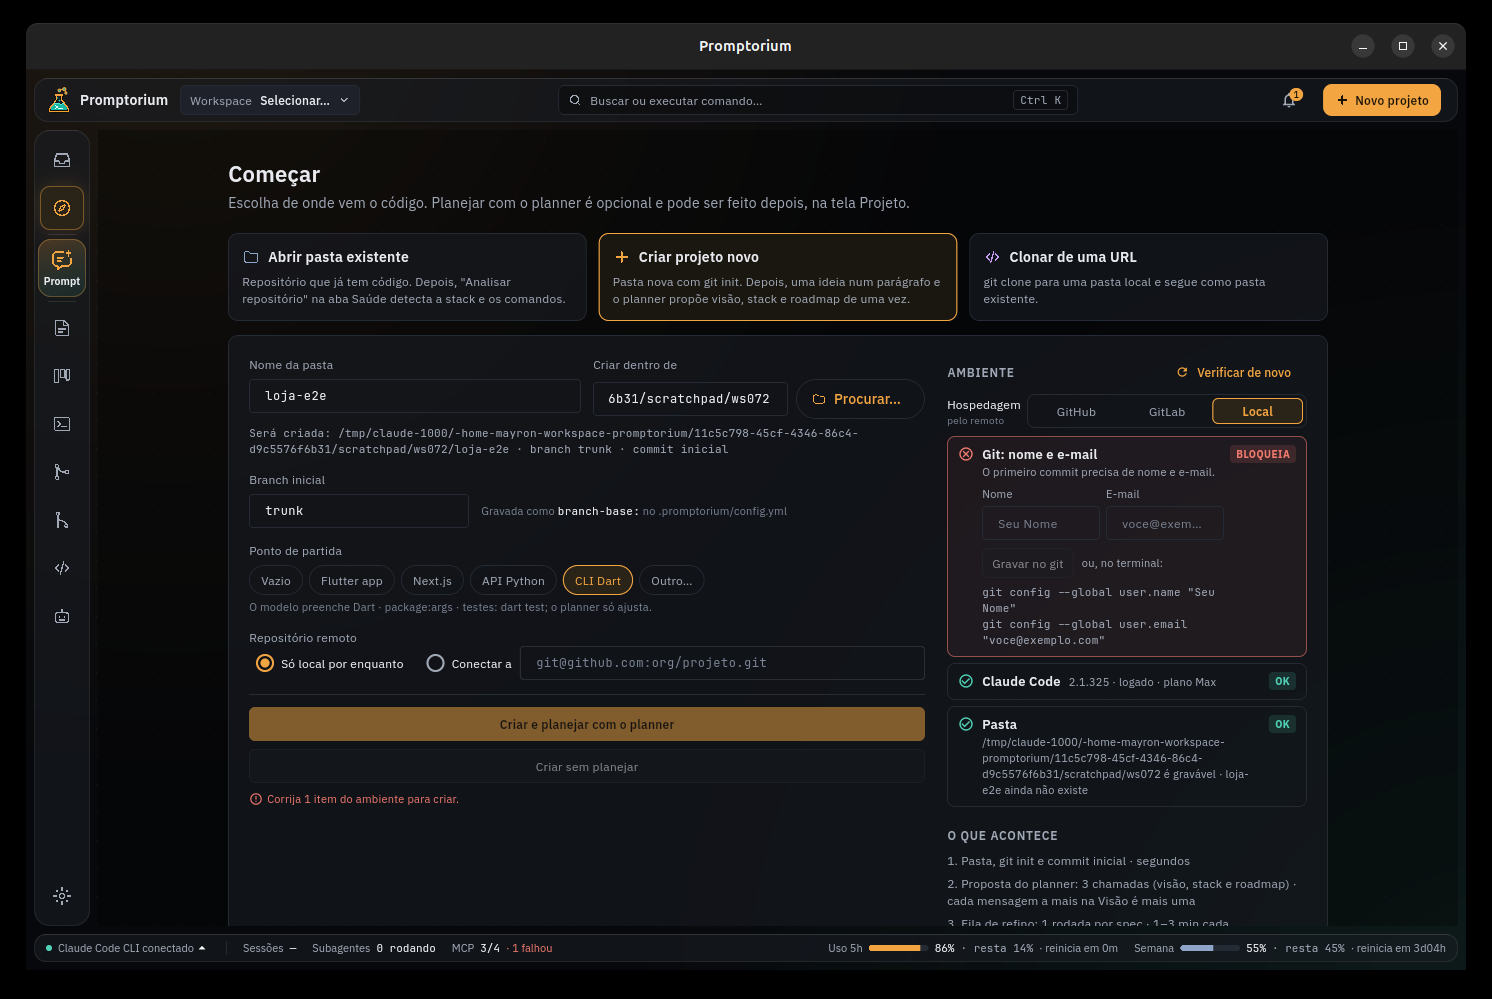 Promptorium
Promptorium
Workspace Selecionar...
Buscar ou executar comando...
Ctrl K
1
Novo projeto
Prompt
Começar
Escolha de onde vem o código. Planejar com o planner é opcional e pode ser feito depois, na tela Projeto.
Abrir pasta existente
Repositório que já tem código. Depois, "Analisar
repositório" na aba Saúde detecta a stack e os comandos.
Criar projeto novo
Pasta nova com git init. Depois, uma ideia num parágrafo e
o planner propõe visão, stack e roadmap de uma vez.
Clonar de uma URL
git clone para uma pasta local e segue como pasta
existente.
Nome da pasta
loja-e2e
Criar dentro de
6b31/scratchpad/ws072
Procurar...
Será criada: /tmp/claude-1000/-home-mayron-workspace-promptorium/11c5c798-45cf-4346-86c4-
d9c5576f6b31/scratchpad/ws072/loja-e2e · branch trunk · commit inicial
Branch inicial
trunk
Gravada como branch-base: no .promptorium/config.yml
Ponto de partida
Vazio
Flutter app
Next.js
API Python
CLI Dart
Outro...
O modelo preenche Dart · package:args · testes: dart test; o planner só ajusta.
Repositório remoto
Só local por enquanto
Conectar a
git@github.com:org/projeto.git
Criar e planejar com o planner
Criar sem planejar
Corrija 1 item do ambiente para criar.
AMBIENTE
Verificar de novo
Hospedagem
pelo remoto
GitHub
GitLab
Local
Git: nome e e-mail
BLOQUEIA
O primeiro commit precisa de nome e e-mail.
Nome
E-mail
Seu Nome
voce@exem...
Gravar no git
ou, no terminal:
git config --global user.name "Seu
Nome"
git config --global user.email
"voce@exemplo.com"
Claude Code 2.1.325 · logado · plano Max
OK
Pasta
OK
/tmp/claude-1000/-home-mayron-workspace-
promptorium/11c5c798-45cf-4346-86c4-
d9c5576f6b31/scratchpad/ws072 é gravável · loja-
e2e ainda não existe
O QUE ACONTECE
1. Pasta, git init e commit inicial · segundos
2. Proposta do planner: 3 chamadas (visão, stack e roadmap) ·
cada mensagem a mais na Visão é mais uma
3. Fila de refino: 1 rodada por spec · 1–3 min cada
Claude Code CLI conectado
Sessões —
Subagentes 0 rodando
MCP 3/4 · 1 falhou
Uso 5h 86% · resta 14% · reinicia em 0m
Semana 55% · resta 45% · reinicia em 3d04h